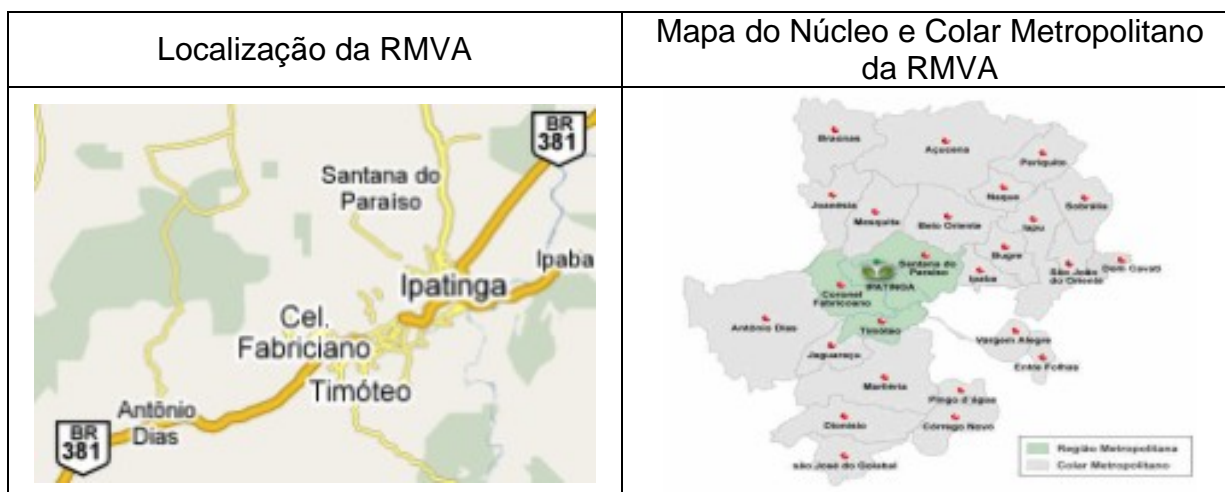 Localização da RMVA
Mapa do Núcleo e Colar Metropolitano
da RMVA
BR
381
Santana do
Paraíso
Ipaba
Ipatinga
Cel.
Fabriciano
Timóteo
Antônio
Dias
BR
381
Braúnas
Açucena
Periquito
Joanésia
Naque
Sobrália
Mesquita
Belo Oriente
Iapu
Bugre
Santana do
Paraíso
Ipaba
São João
do Oriente
Dom Cavati
IPATINGA
Coronel
Fabriciano
Antônio Dias
Timóteo
Vargem Alegre
Jaguaraçu
Entre Folhas
Marliéria
Pingo d'água
Dionísio
Córrego Novo
são José do Goiabal
Região Metropolitana
Colar Metropolitano